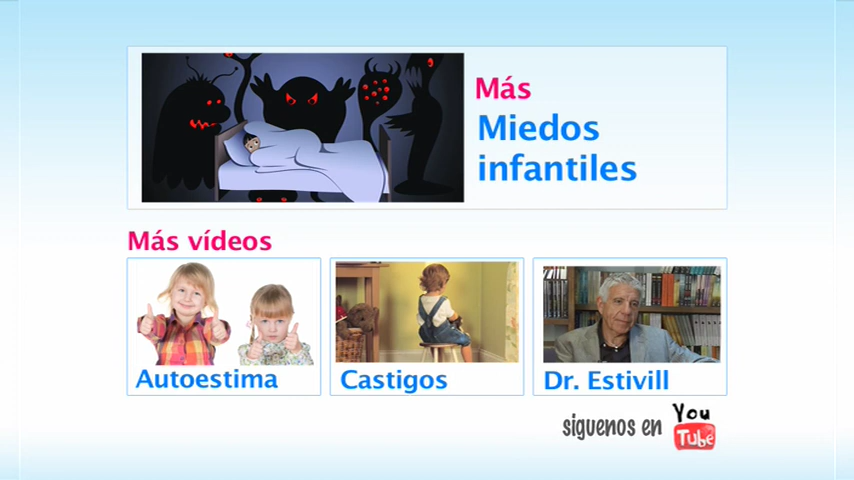 Más
Miedos
infantiles
Más vídeos
Autoestima
Castigos
Dr. Estivill
síguenos en You
Tube